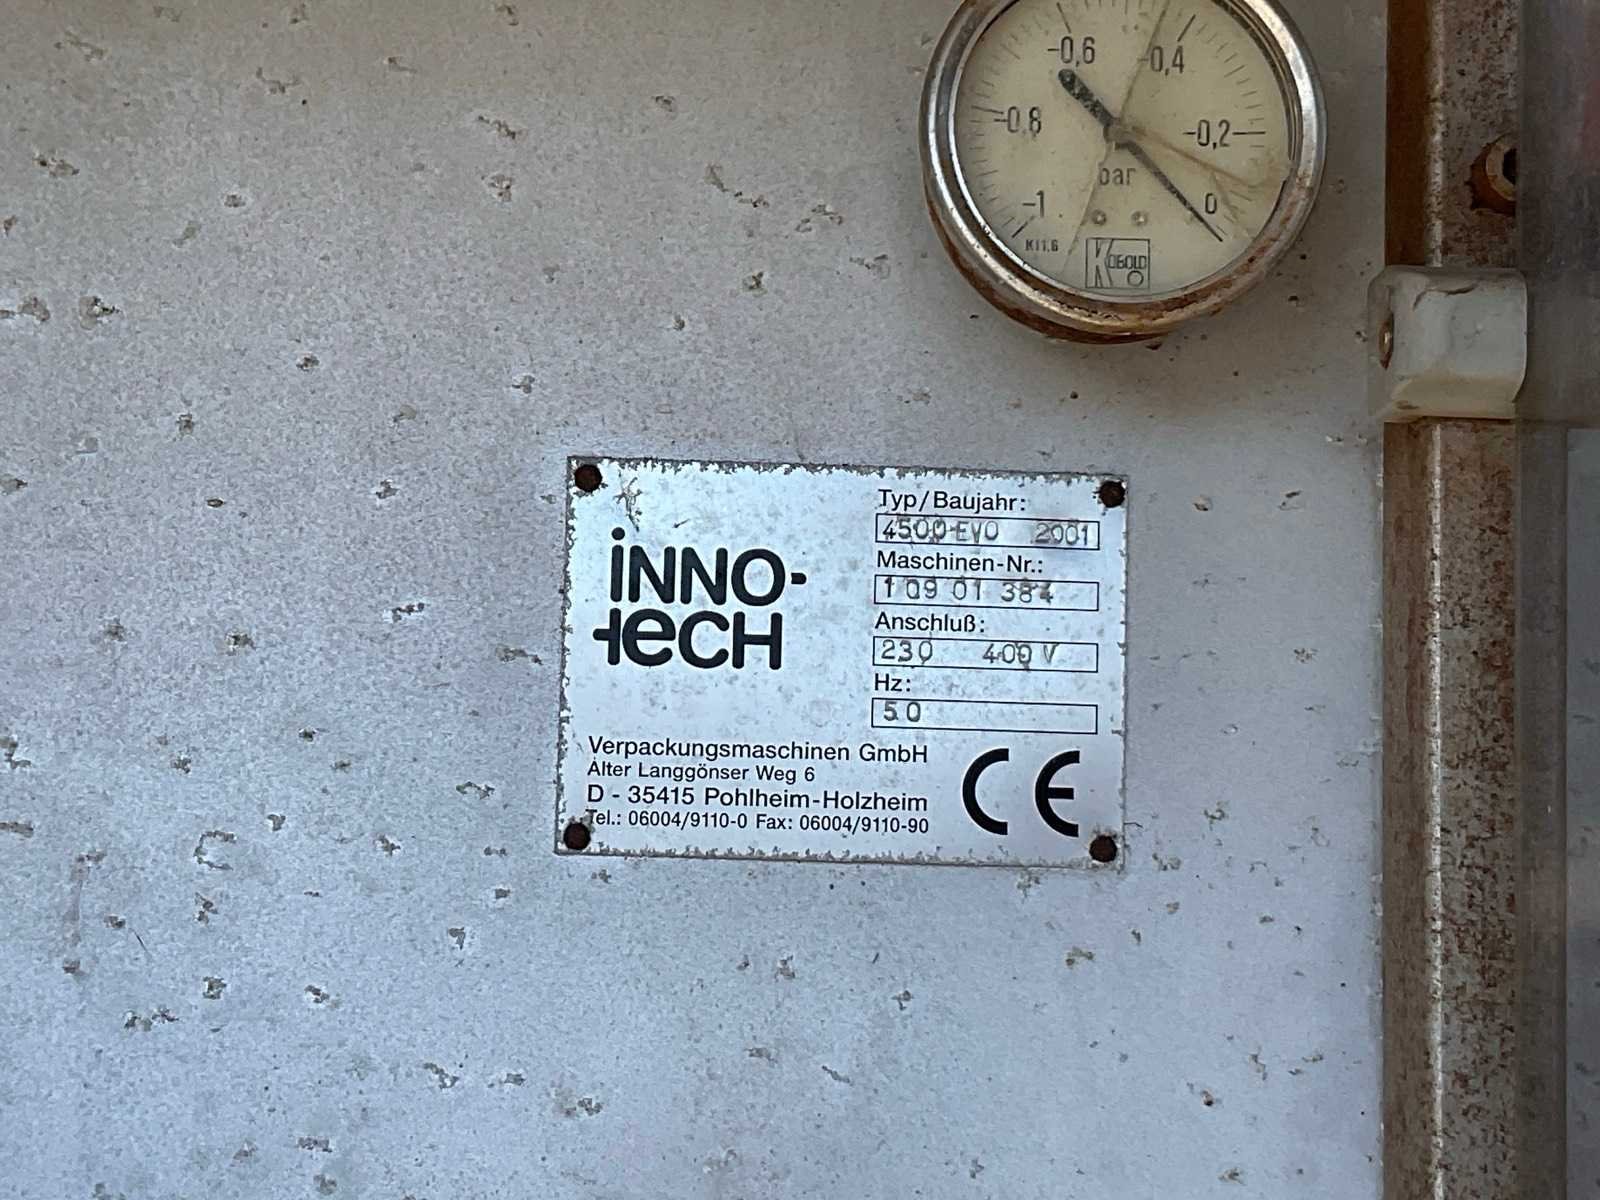 -0,6
-0,4
-0,8
-0,2
bar
-1
0
K11.6
KOBOLD
INNO-
TECH
Typ/Baujahr:
4500-EVO 2001
Maschinen-Nr.:
1 09 01 384
Anschluß:
230 400 V
Hz:
50
Verpackungsmaschinen GmbH
Alter Langgönser Weg 6
D - 35415 Pohlheim-Holzheim
Tel.: 06004/9110-0 Fax: 06004/9110-90
CE